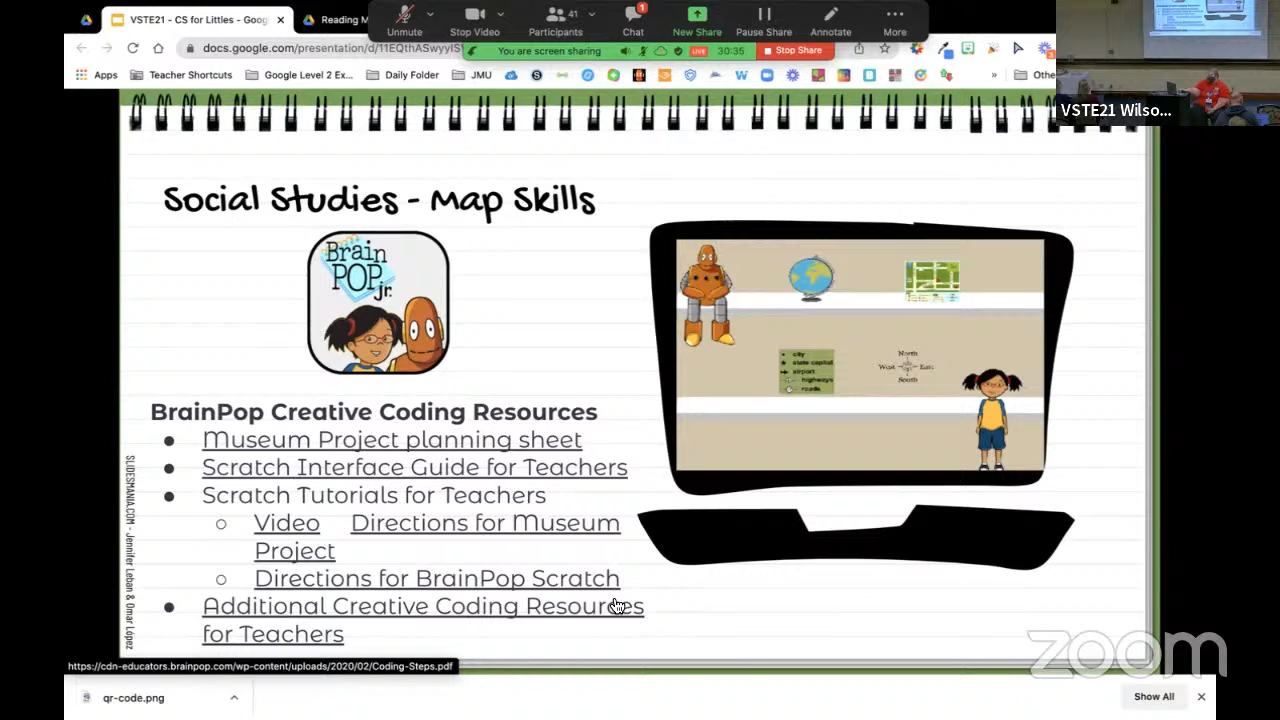 VSTE21 - CS for Littles - Goog
Reading M
Unmute
Stop Video
41
Participants
1
Chat
New Share
Pause Share
Annotate
More
You are screen sharing
LIVE
30:35
Stop Share
docs.google.com/presentation/d/11EQthASwyyIS
Apps
Teacher Shortcuts
Google Level 2 Ex...
Daily Folder
JMU
»
Othe
VSTE21 Wilso...
Social Studies - Map Skills
Brain
POP
jr.
city
state capital
airport
highways
roads
North
West
East
South
BrainPop Creative Coding Resources
● Museum Project planning sheet
● Scratch Interface Guide for Teachers
● Scratch Tutorials for Teachers
○ Video Directions for Museum
Project
○ Directions for BrainPop Scratch
● Additional Creative Coding Resources
for Teachers
SLIDESMANIA.COM - Jennifer Leban & Omar López
zoom
https://cdn-educators.brainpop.com/wp-content/uploads/2020/02/Coding-Steps.pdf
qr-code.png
Show All